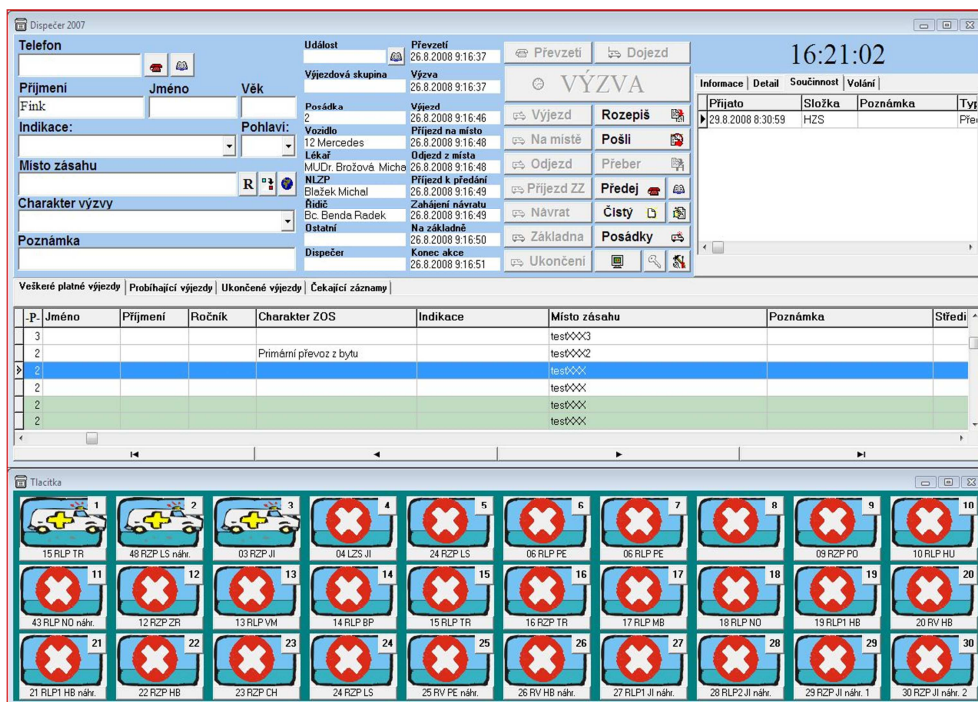 Dispečer 2007
Telefon
Příjmení Jméno Věk
Fink
Indikace: Pohlaví:
Místo zásahu
R
Charakter výzvy
Poznámka
Událost Převzetí
26.8.2008 9:16:37
Výjezdová skupina Výzva
26.8.2008 9:16:37
Posádka Výjezd
2 26.8.2008 9:16:46
Vozidlo Příjezd na místo
12 Mercedes 26.8.2008 9:16:48
Lékař Odjezd z místa
MUDr. Brožová Micha 26.8.2008 9:16:48
NLZP Příjezd k předání
Blažek Michal 26.8.2008 9:16:49
Řidič Zahájení návratu
Bc. Benda Radek 26.8.2008 9:16:49
Ostatní Na základně
26.8.2008 9:16:50
Dispečer Konec akce
26.8.2008 9:16:51
Převzetí Dojezd
VÝZVA
Výjezd Rozepiš
Na místě Pošli
Odjezd Přeber
Příjezd ZZ Předej
Návrat Čistý
Základna Posádky
Ukončení
16:21:02
Informace Detail Součinnost Volání
Přijato Složka Poznámka Typ
29.8.2008 8:30:59 HZS Pře
Veškeré platné výjezdy Probíhající výjezdy Ukončené výjezdy Čekající záznamy
-P- Jméno Příjmení Ročník Charakter ZOS Indikace Místo zásahu Poznámka Středi
3 testXXX3
2 Primární převoz z bytu testXXX2
2 testXXX
2 testXXX
2 testXXX
2 testXXX
Tlacitka
1 2 3 4 5 6 7 8 9 10
15 RLP TR 48 RZP LS náhr. 03 RZP JI 04 LZS JI 24 RZP LS 06 RLP PE 06 RLP PE 09 RZP PO 10 RLP HU
11 12 13 14 15 16 17 18 19 20
43 RLP NO náhr. 12 RZP ZR 13 RLP VM 14 RLP BP 15 RLP TR 16 RZP TR 17 RLP MB 18 RLP NO 19 RLP1 HB 20 RV HB
21 22 23 24 25 26 27 28 29 30
21 RLP1 HB náhr. 22 RZP HB 23 RZP CH 24 RZP LS 25 RV PE náhr. 26 RV HB náhr. 27 RLP1 JI náhr. 28 RLP2 JI náhr. 29 RZP JI náhr. 1 30 RZP JI náhr. 2